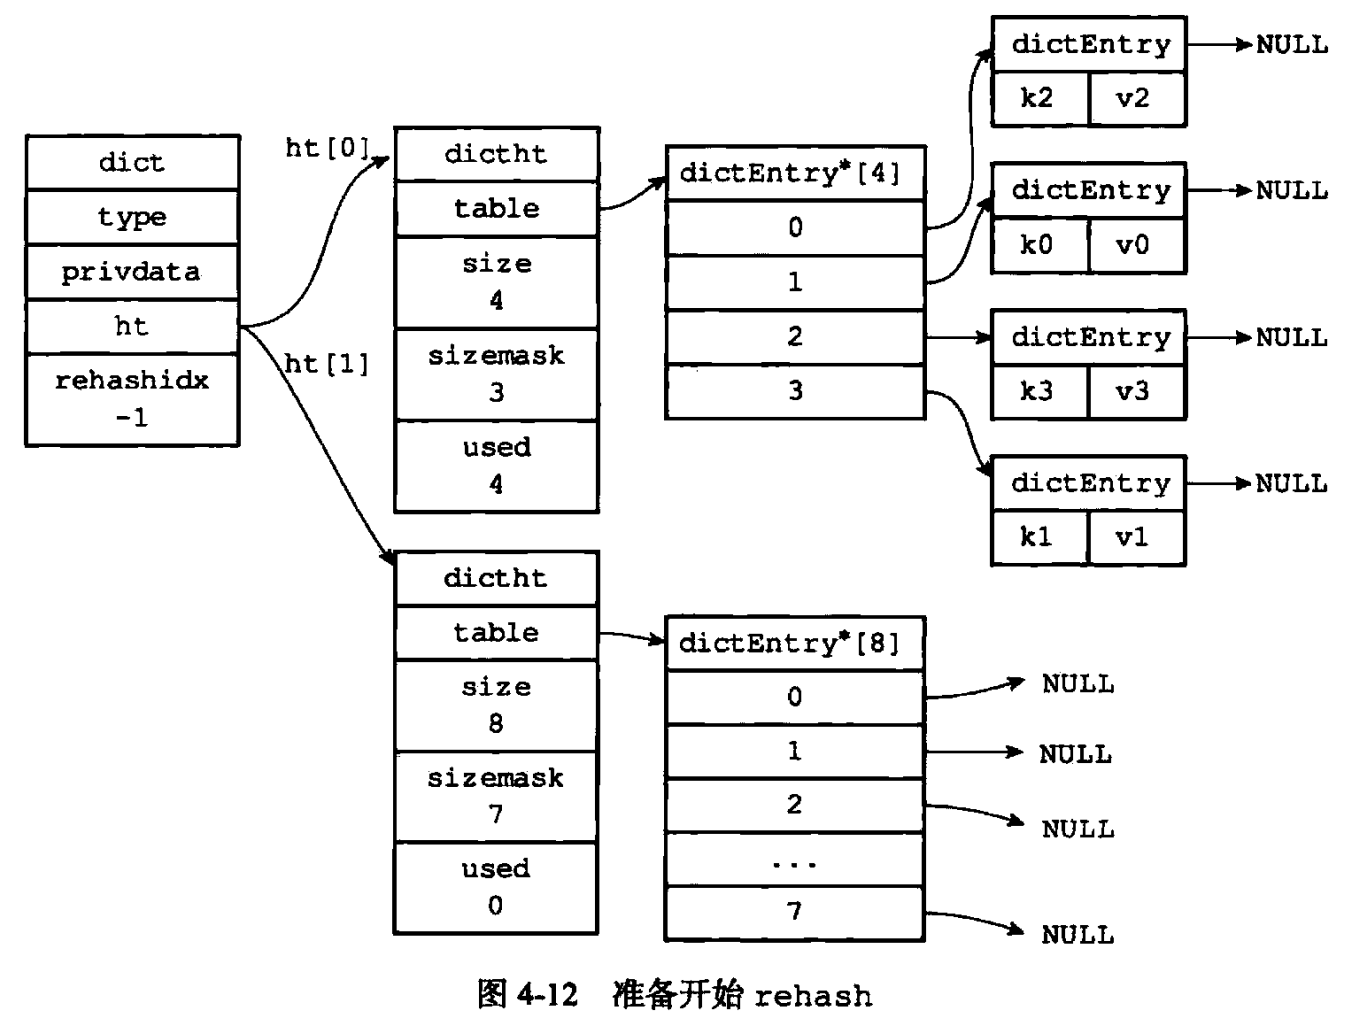 dict
type
privdata
ht
rehashidx
-1
ht[0]
ht[1]
dictht
table
size
4
sizemask
3
used
4
dictEntry*[4]
0
1
2
3
dictEntry
k2 v2
NULL
dictEntry
k0 v0
NULL
dictEntry
k3 v3
NULL
dictEntry
k1 v1
NULL
dictht
table
size
8
sizemask
7
used
0
dictEntry*[8]
0
1
2
...
7
NULL
NULL
NULL
NULL
图 4-12 准备开始 rehash